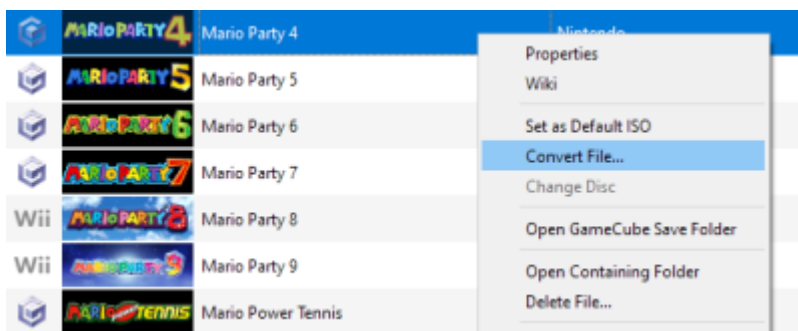 MARIO PARTY 4 Mario Party 4 Nintendo
Properties
MARIO PARTY 5 Mario Party 5
Wiki
MARIO PARTY 6 Mario Party 6
Set as Default ISO
Convert File...
MARIO PARTY 7 Mario Party 7
Change Disc
Wii MARIO PARTY 8 Mario Party 8
Open GameCube Save Folder
Wii MARIO PARTY 9 Mario Party 9
Open Containing Folder
MARIO POWER TENNIS Mario Power Tennis
Delete File...